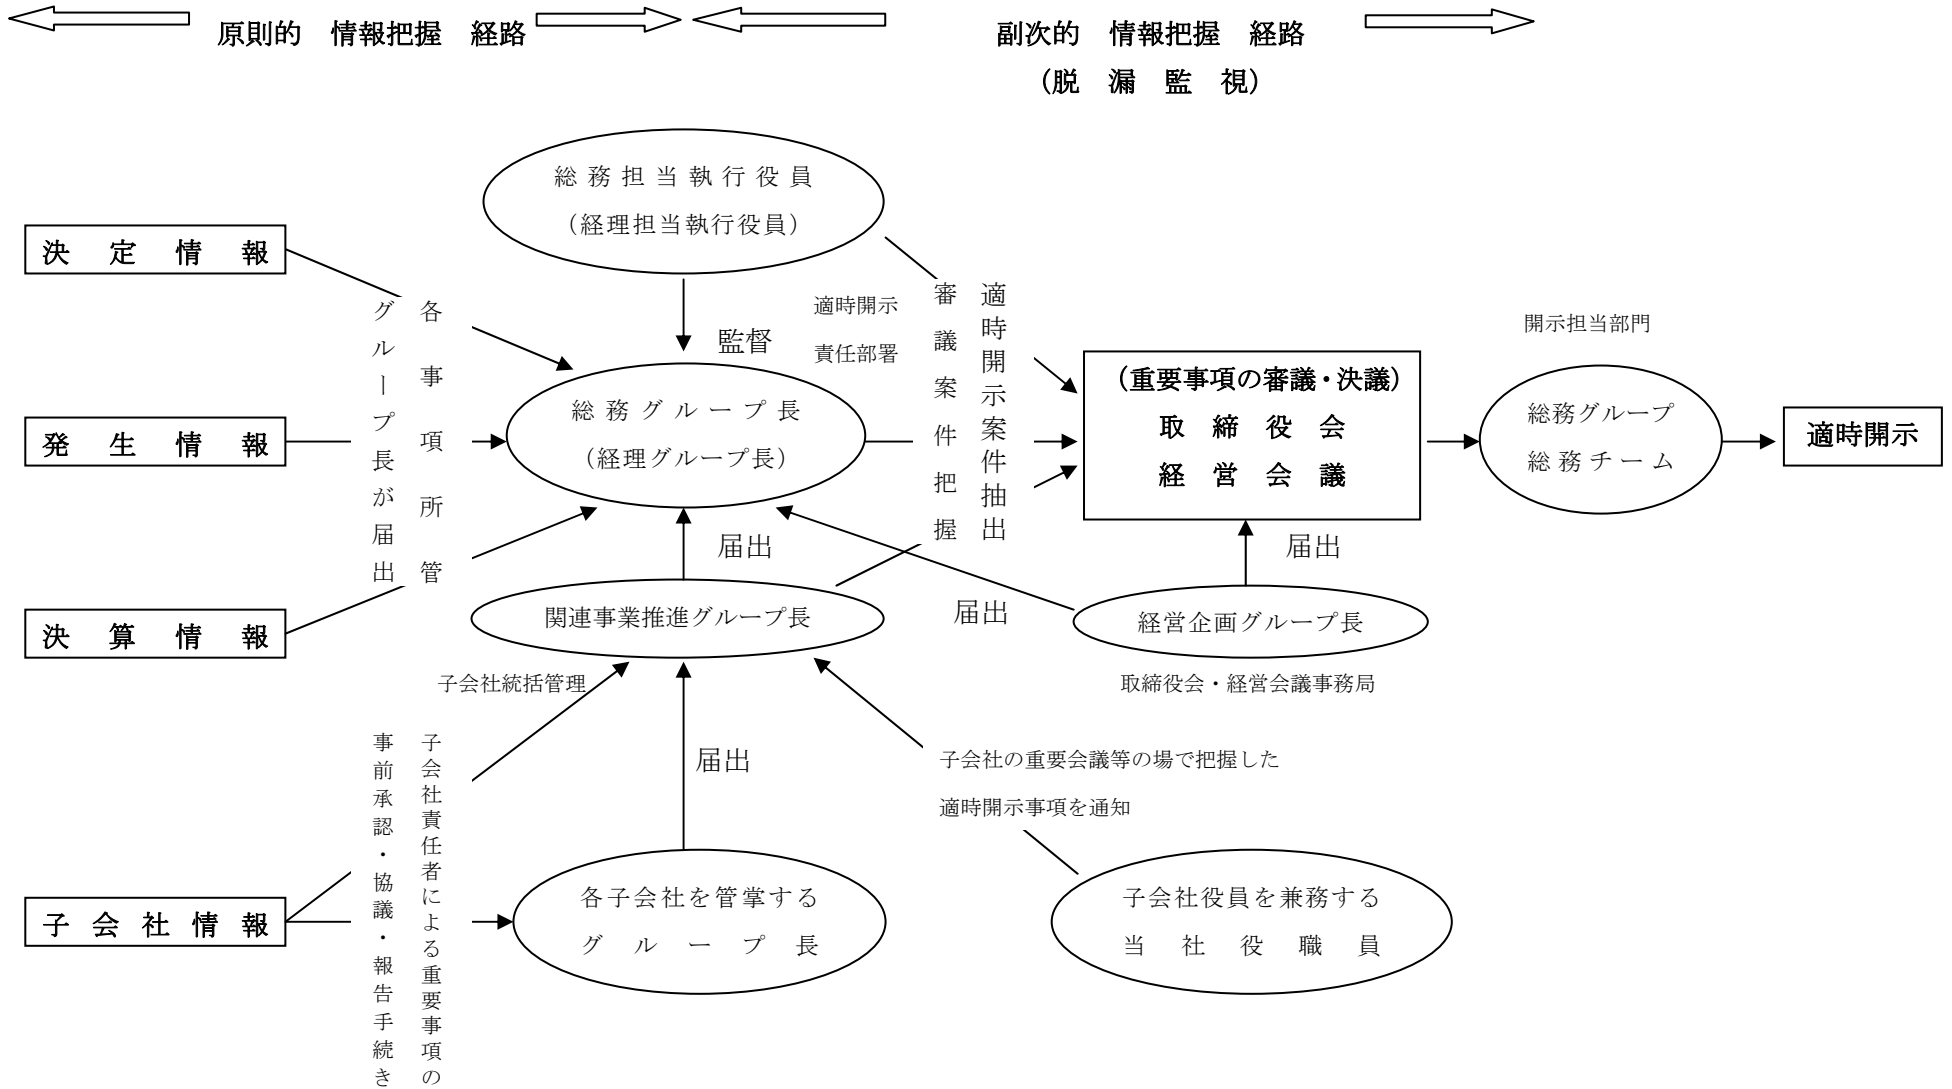 原則的　情報把握　経路
副次的　情報把握　経路
（脱　漏　監　視）
総務担当執行役員
（経理担当執行役員）
決定情報
各事項所管
グループ長が届出
監督
適時開示
責任部署
適時開示案件抽出
審議案件把握
開示担当部門
発生情報
総務グループ長
（経理グループ長）
（重要事項の審議・決議）
取締役会
経営会議
総務グループ
総務チーム
適時開示
届出
届出
決算情報
関連事業推進グループ長
届出
経営企画グループ長
子会社統括管理
取締役会・経営会議事務局
子会社責任者による重要事項の
事前承認・協議・報告手続き
届出
子会社の重要会議等の場で把握した
適時開示事項を通知
子会社情報
各子会社を管掌する
グループ長
子会社役員を兼務する
当社役職員